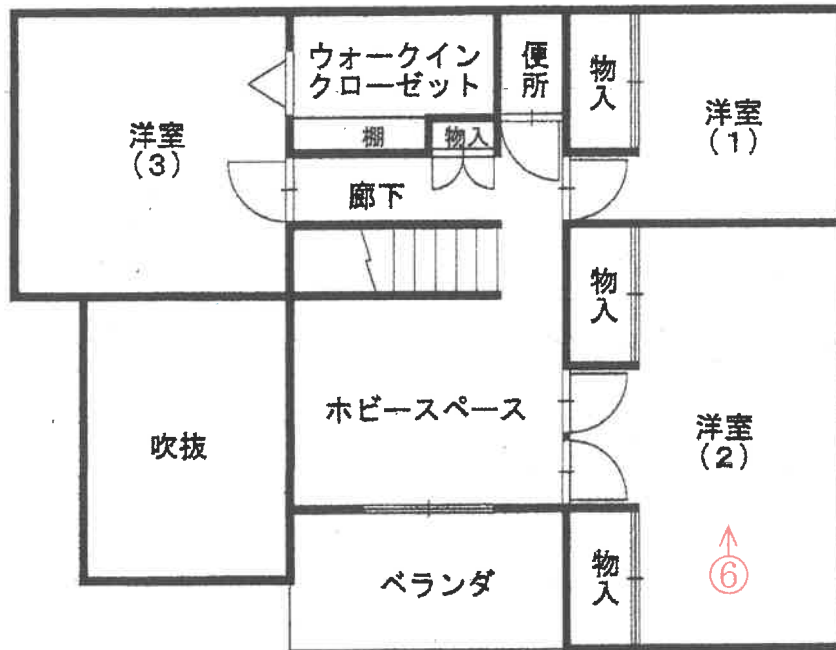 ウォークイン
クローゼット
便
所
物
入
洋室
(1)
洋室
(3)
棚
物入
廊下
物
入
ホビースペース
洋室
(2)
吹抜
ベランダ
物
入
⑥